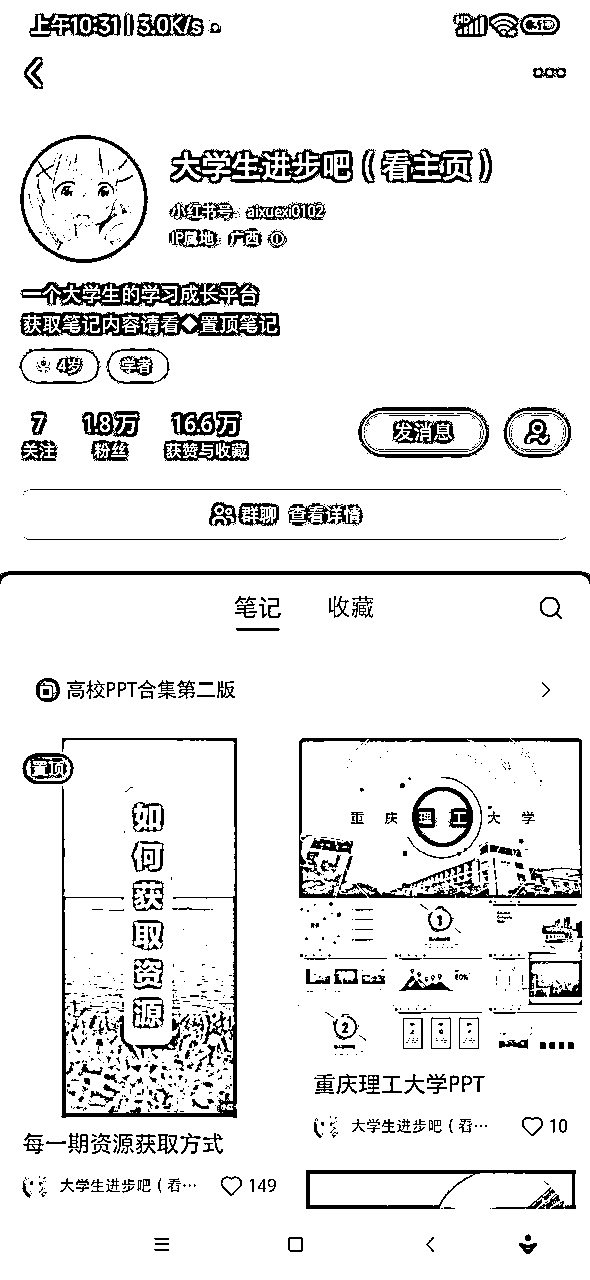 上午10:31 | 3.0K/s
大学生进步吧（看主页）
小红书号：aixuexi0102
IP属地：广西
一个大学生的学习成长平台
获取笔记内容请看◆置顶笔记
4岁
学者
7
1.8万
16.6万
关注
粉丝
获赞与收藏
发消息
群聊 查看详情
笔记
收藏
高校PPT合集第二版
置顶
如何获取资源
重庆理工大学
1
2
重庆理工大学PPT
大学生进步吧（看…
10
每一期资源获取方式
大学生进步吧（看…
149